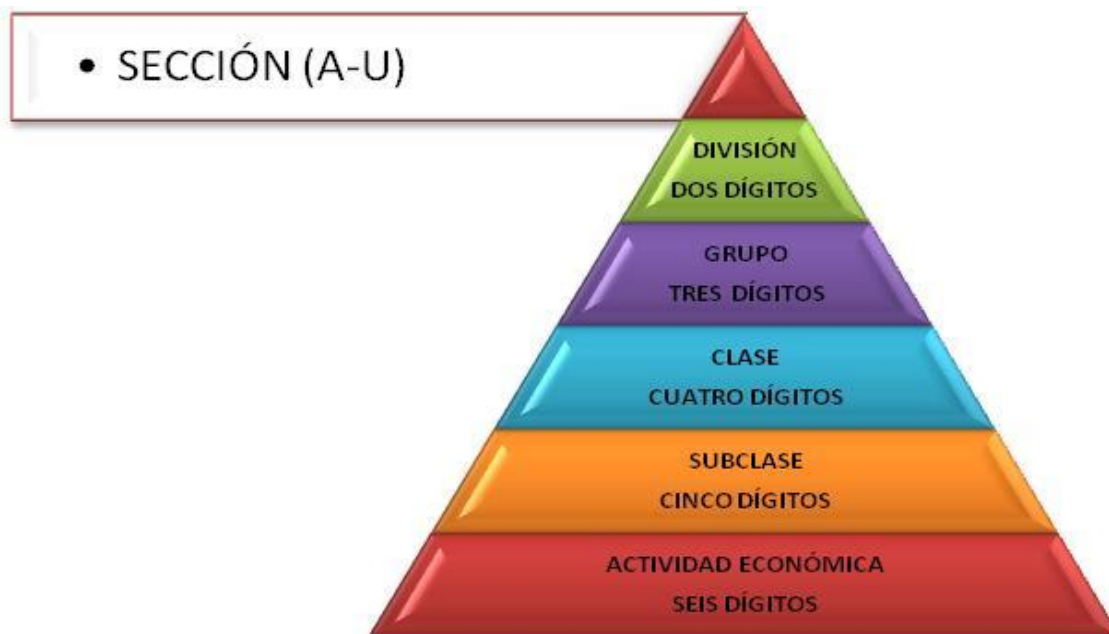 • SECCIÓN (A-U)
DIVISIÓN
DOS DÍGITOS
GRUPO
TRES DÍGITOS
CLASE
CUATRO DÍGITOS
SUBCLASE
CINCO DÍGITOS
ACTIVIDAD ECONÓMICA
SEIS DÍGITOS